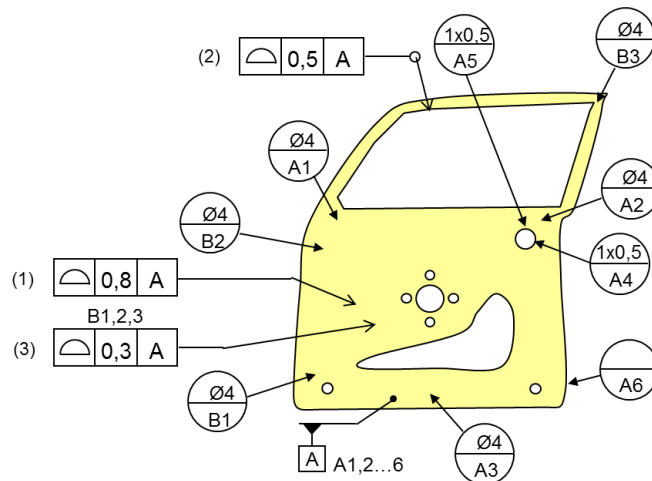 (2) 0,5 A
1x0,5
A5
Ø4
B3
Ø4
A1
Ø4
A2
Ø4
B2
1x0,5
A4
(1) 0,8 A
B1,2,3
(3) 0,3 A
Ø4
B1
A6
A A1,2...6
Ø4
A3